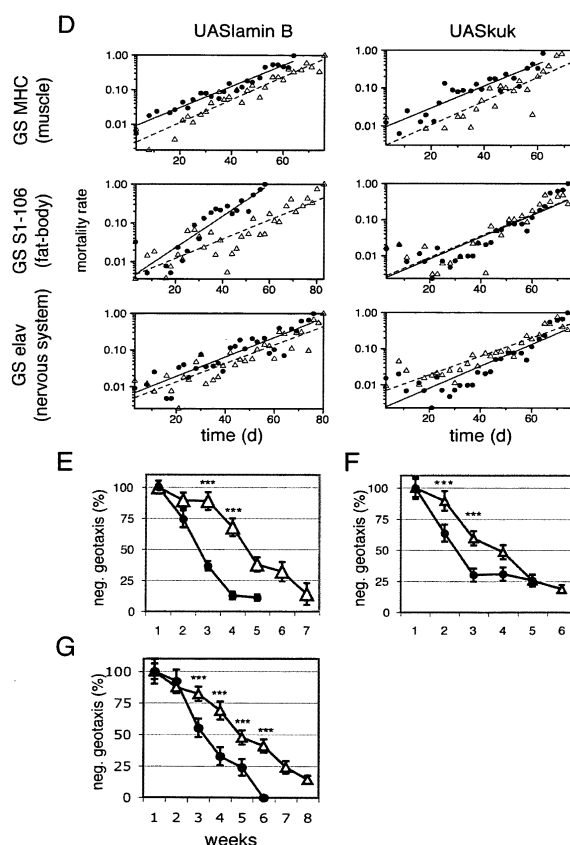 D
UASlamin B UASkuk
GS MHC
(muscle)
1.00 1.00
0.10 0.10
0.01 0.01
20 40 60 20 40 60
GS S1-106
(fat-body)
mortality rate
1.00 1.00
0.10 0.10
0.01 0.01
20 40 60 80 20 40 60
GS elav
(nervous system)
1.00 1.00
0.10 0.10
0.01 0.01
20 40 60 80 20 40 60
time (d) time (d)
E F
neg. geotaxis (%)
100
75
50
25
0
*** ***
1 2 3 4 5 6 7
neg. geotaxis (%)
100
75
50
25
0
*** ***
1 2 3 4 5 6
G
neg. geotaxis (%)
100
75
50
25
0
*** *** *** ***
1 2 3 4 5 6 7 8
weeks